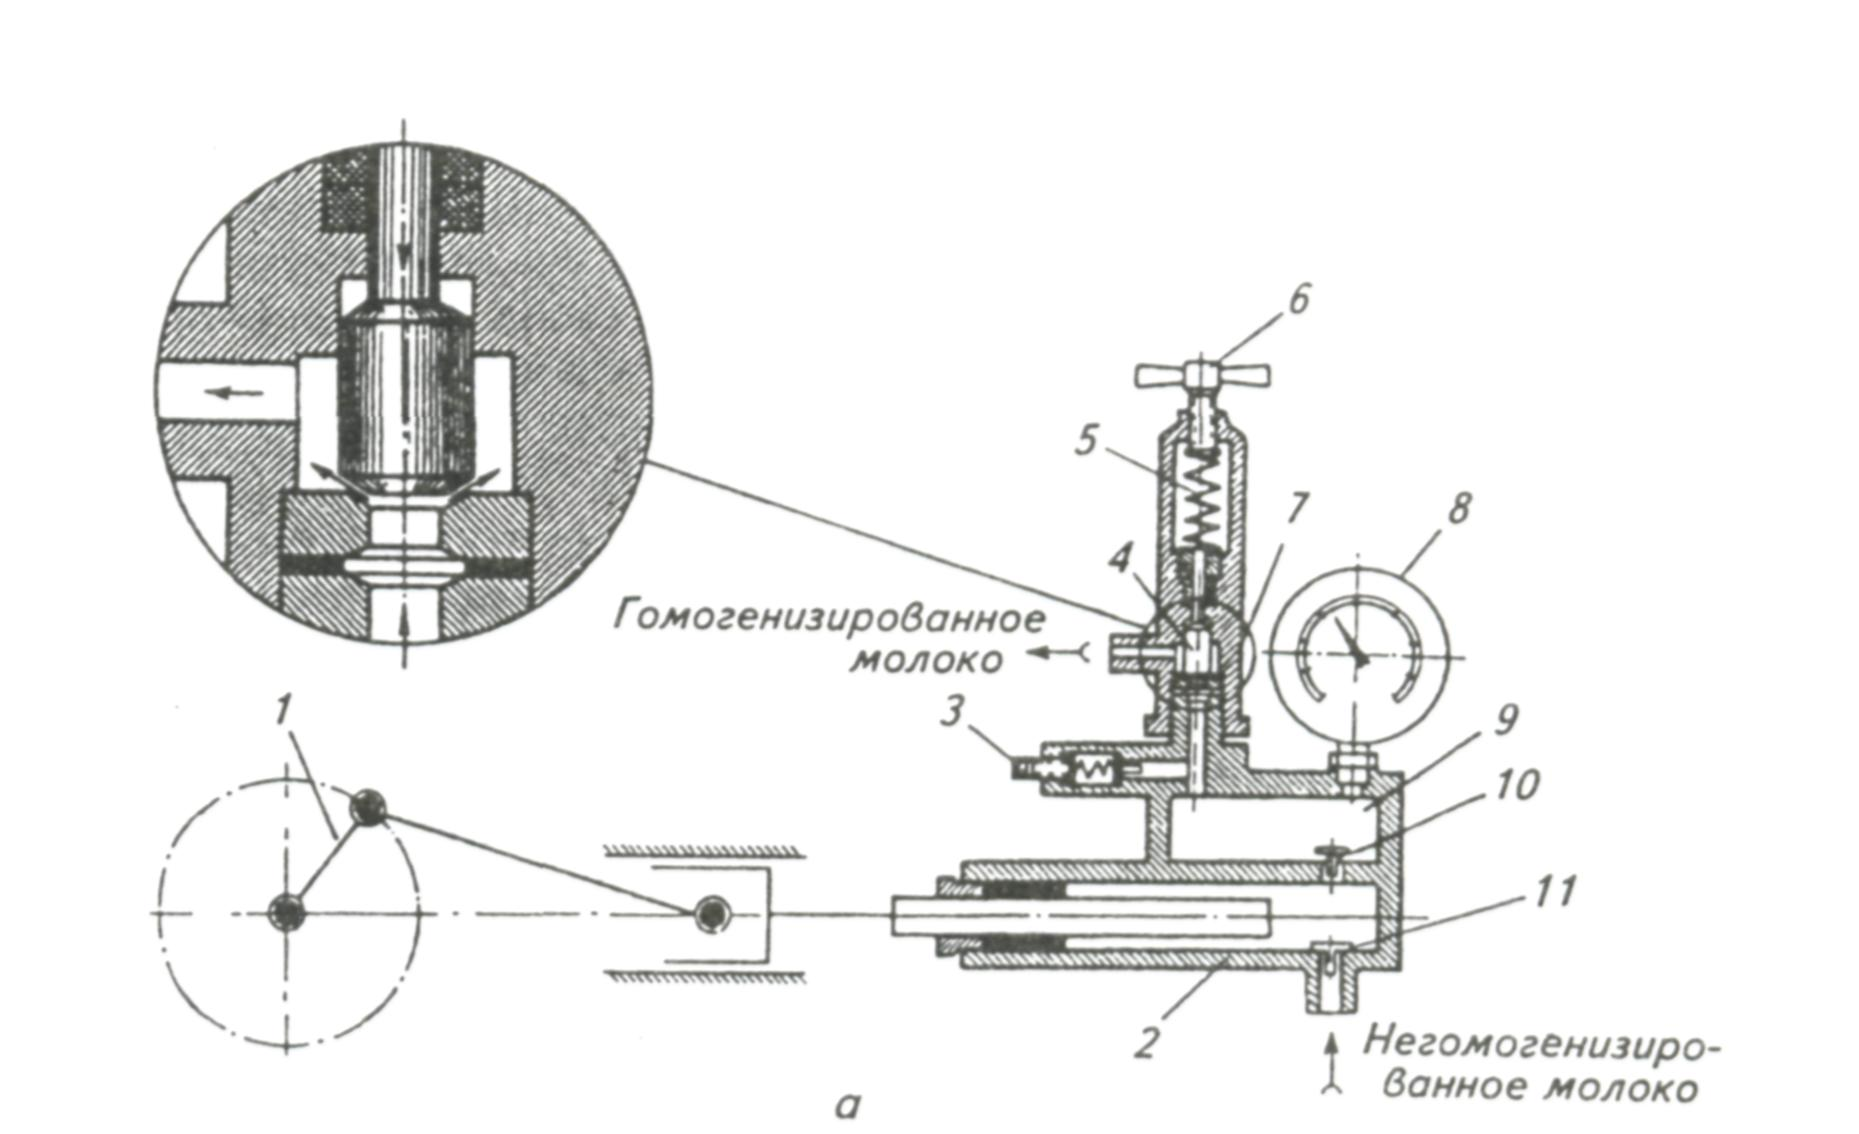 6
5
7
8
4
Гомогенизированное
молоко
3
1
9
10
11
2
Негомогенизиро-
ванное молоко
а